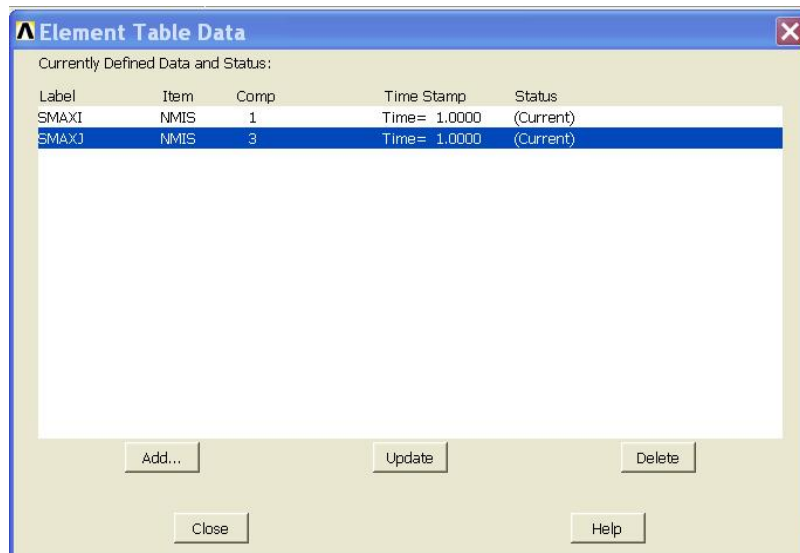 Element Table Data
Currently Defined Data and Status:
Label Item Comp Time Stamp Status
SMAXI NMIS 1 Time= 1.0000 (Current)
SMAXJ NMIS 3 Time= 1.0000 (Current)
Add... Update Delete
Close Help